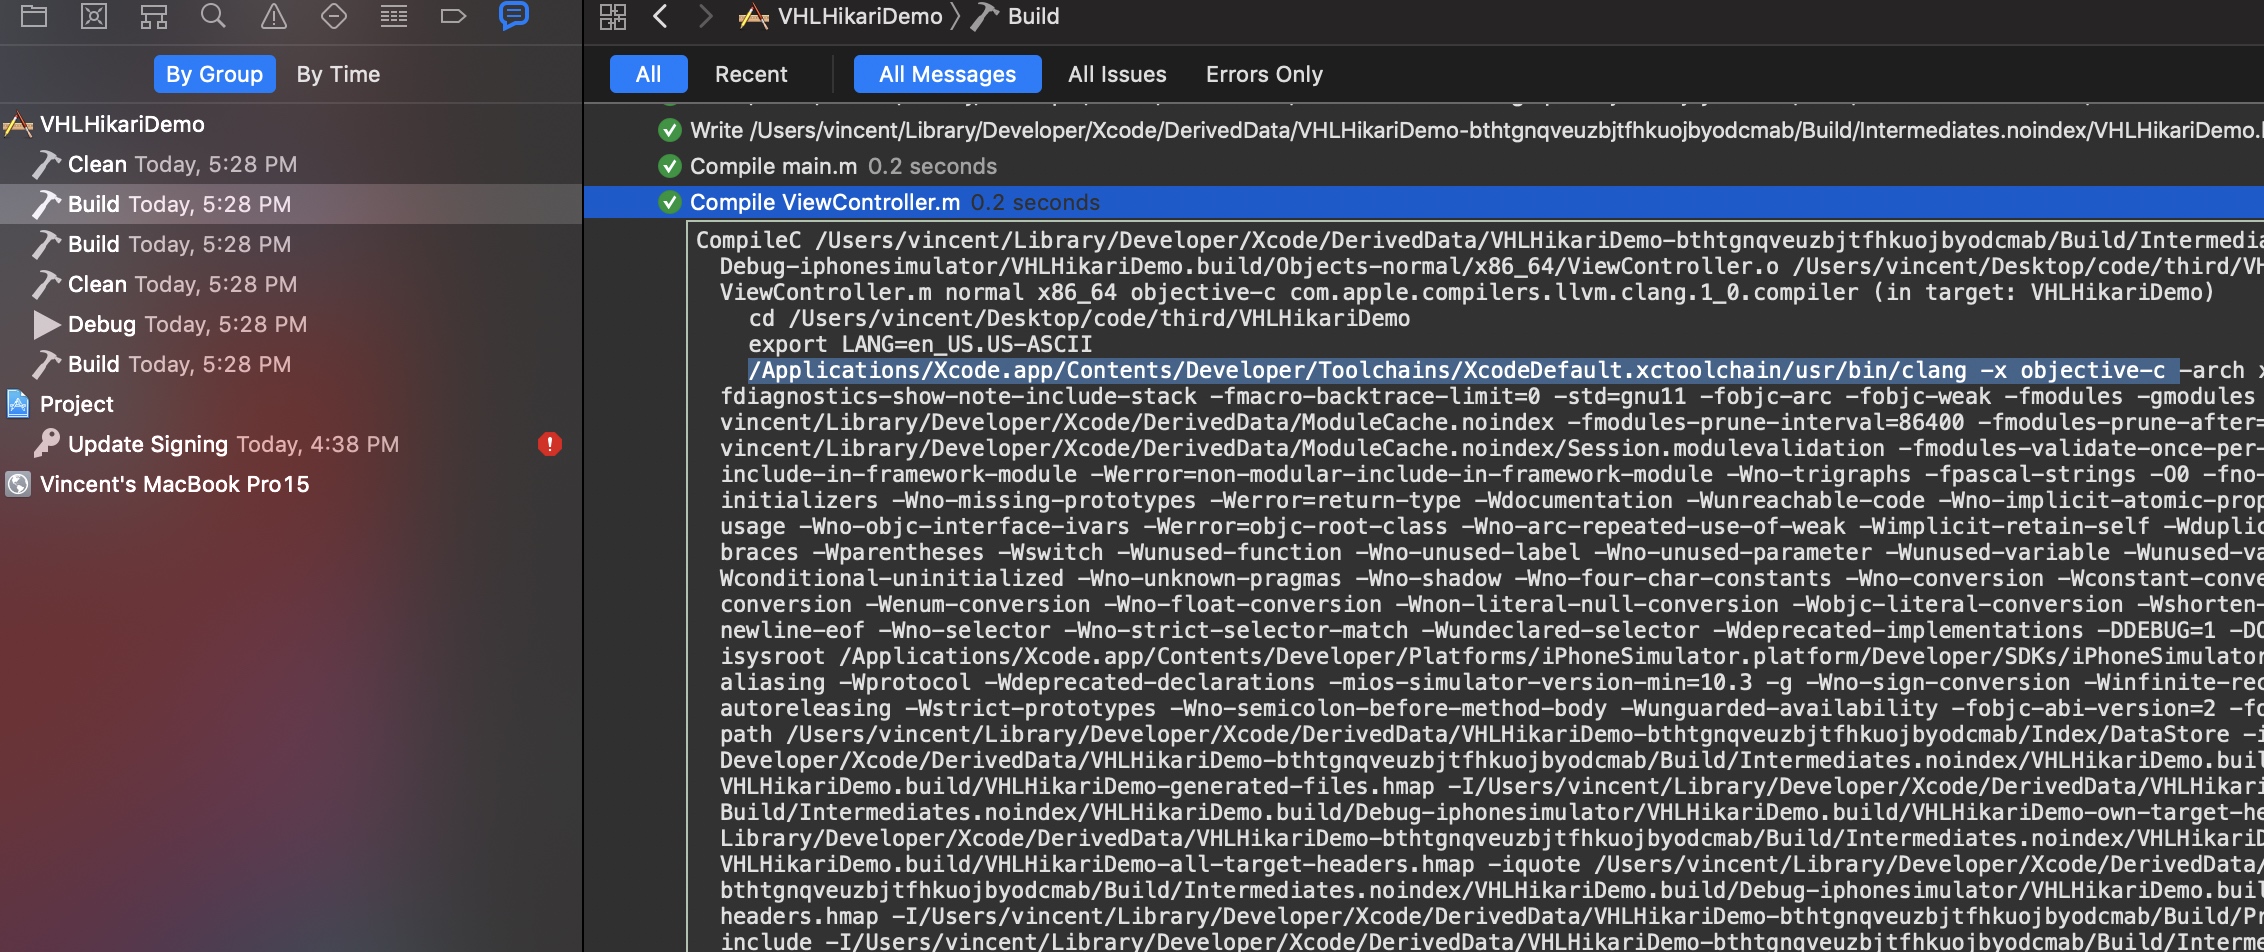 VHLHikariDemo
Build
By Group
By Time
All
Recent
All Messages
All Issues
Errors Only
VHLHikariDemo
Clean Today, 5:28 PM
Build Today, 5:28 PM
Build Today, 5:28 PM
Clean Today, 5:28 PM
Debug Today, 5:28 PM
Build Today, 5:28 PM
Project
Update Signing Today, 4:38 PM
Vincent's MacBook Pro15
Write /Users/vincent/Library/Developer/Xcode/DerivedData/VHLHikariDemo-bthtgnqveuzbjtfhkuojbyodcmab/Build/Intermediates.noindex/VHLHikariDemo.
Compile main.m 0.2 seconds
Compile ViewController.m 0.2 seconds
CompileC /Users/vincent/Library/Developer/Xcode/DerivedData/VHLHikariDemo-bthtgnqveuzbjtfhkuojbyodcmab/Build/Intermedia
Debug-iphonesimulator/VHLHikariDemo.build/Objects-normal/x86_64/ViewController.o /Users/vincent/Desktop/code/third/VH
ViewController.m normal x86_64 objective-c com.apple.compilers.llvm.clang.1_0.compiler (in target: VHLHikariDemo)
cd /Users/vincent/Desktop/code/third/VHLHikariDemo
export LANG=en_US.US-ASCII
/Applications/Xcode.app/Contents/Developer/Toolchains/XcodeDefault.xctoolchain/usr/bin/clang -x objective-c -arch x
fdiagnostics-show-note-include-stack -fmacro-backtrace-limit=0 -std=gnu11 -fobjc-arc -fobjc-weak -fmodules -gmodules
vincent/Library/Developer/Xcode/DerivedData/ModuleCache.noindex -fmodules-prune-interval=86400 -fmodules-prune-after=
vincent/Library/Developer/Xcode/DerivedData/ModuleCache.noindex/Session.modulevalidation -fmodules-validate-once-per-
include-in-framework-module -Werror=non-modular-include-in-framework-module -Wno-trigraphs -fpascal-strings -O0 -fno-
initializers -Wno-missing-prototypes -Werror=return-type -Wdocumentation -Wunreachable-code -Wno-implicit-atomic-prop
usage -Wno-objc-interface-ivars -Werror=objc-root-class -Wno-arc-repeated-use-of-weak -Wimplicit-retain-self -Wduplic
braces -Wparentheses -Wswitch -Wunused-function -Wno-unused-label -Wno-unused-parameter -Wunused-variable -Wunused-va
Wconditional-uninitialized -Wno-unknown-pragmas -Wno-shadow -Wno-four-char-constants -Wno-conversion -Wconstant-conve
conversion -Wenum-conversion -Wno-float-conversion -Wnon-literal-null-conversion -Wobjc-literal-conversion -Wshorten-
newline-eof -Wno-selector -Wno-strict-selector-match -Wundeclared-selector -Wdeprecated-implementations -DDEBUG=1 -DO
isysroot /Applications/Xcode.app/Contents/Developer/Platforms/iPhoneSimulator.platform/Developer/SDKs/iPhoneSimulator
aliasing -Wprotocol -Wdeprecated-declarations -mios-simulator-version-min=10.3 -g -Wno-sign-conversion -Winfinite-rec
autoreleasing -Wstrict-prototypes -Wno-semicolon-before-method-body -Wunguarded-availability -fobjc-abi-version=2 -fo
path /Users/vincent/Library/Developer/Xcode/DerivedData/VHLHikariDemo-bthtgnqveuzbjtfhkuojbyodcmab/Index/DataStore -i
Developer/Xcode/DerivedData/VHLHikariDemo-bthtgnqveuzbjtfhkuojbyodcmab/Build/Intermediates.noindex/VHLHikariDemo.buil
VHLHikariDemo.build/VHLHikariDemo-generated-files.hmap -I/Users/vincent/Library/Developer/Xcode/DerivedData/VHLHikari
Build/Intermediates.noindex/VHLHikariDemo.build/Debug-iphonesimulator/VHLHikariDemo.build/VHLHikariDemo-own-target-he
Library/Developer/Xcode/DerivedData/VHLHikariDemo-bthtgnqveuzbjtfhkuojbyodcmab/Build/Intermediates.noindex/VHLHikariD
VHLHikariDemo.build/VHLHikariDemo-all-target-headers.hmap -iquote /Users/vincent/Library/Developer/Xcode/DerivedData/
bthtgnqveuzbjtfhkuojbyodcmab/Build/Intermediates.noindex/VHLHikariDemo.build/Debug-iphonesimulator/VHLHikariDemo.buil
headers.hmap -I/Users/vincent/Library/Developer/Xcode/DerivedData/VHLHikariDemo-bthtgnqveuzbjtfhkuojbyodcmab/Build/Pr
include -I/Users/vincent/Library/Developer/Xcode/DerivedData/VHLHikariDemo-bthtgnqveuzbjtfhkuojbyodcmab/Build/Interme